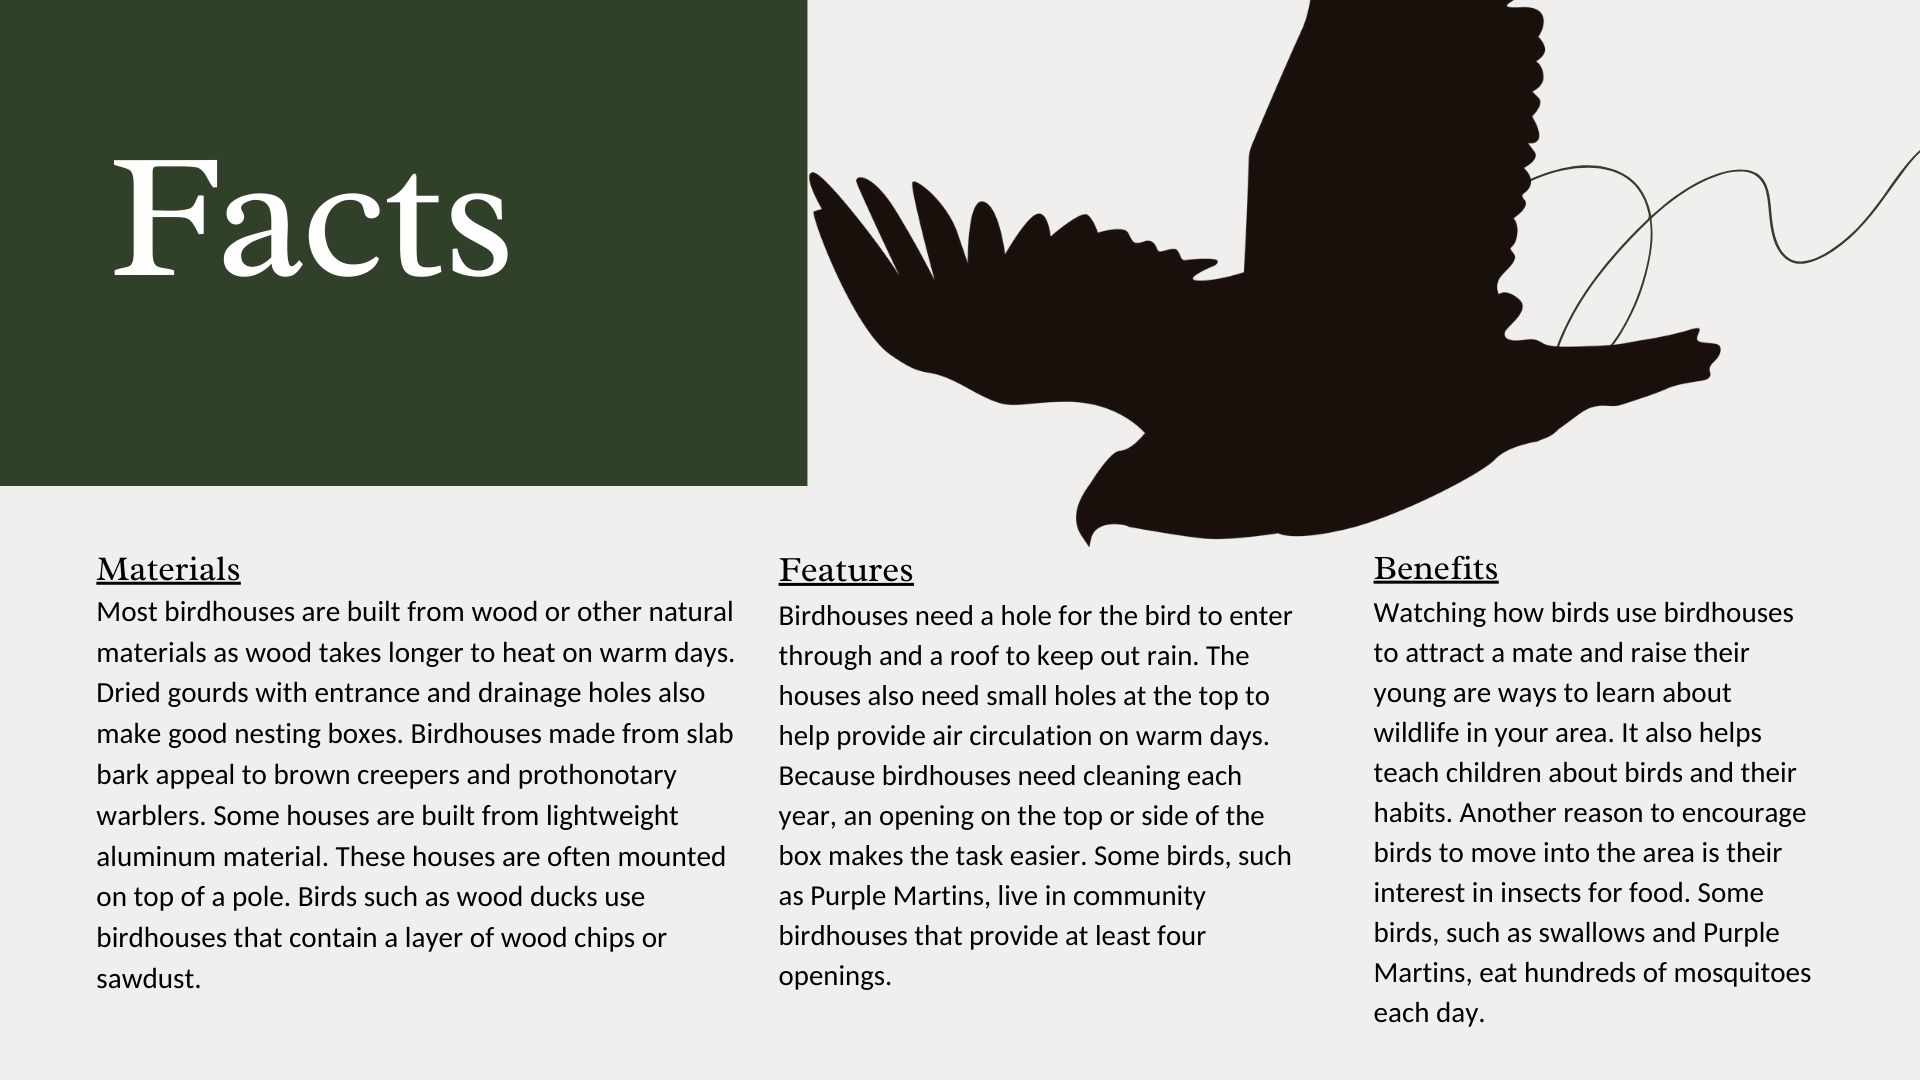 Facts
Materials
Most birdhouses are built from wood or other natural
materials as wood takes longer to heat on warm days.
Dried gourds with entrance and drainage holes also
make good nesting boxes. Birdhouses made from slab
bark appeal to brown creepers and prothonotary
warblers. Some houses are built from lightweight
aluminum material. These houses are often mounted
on top of a pole. Birds such as wood ducks use
birdhouses that contain a layer of wood chips or
sawdust.
Features
Birdhouses need a hole for the bird to enter
through and a roof to keep out rain. The
houses also need small holes at the top to
help provide air circulation on warm days.
Because birdhouses need cleaning each
year, an opening on the top or side of the
box makes the task easier. Some birds, such
as Purple Martins, live in community
birdhouses that provide at least four
openings.
Benefits
Watching how birds use birdhouses
to attract a mate and raise their
young are ways to learn about
wildlife in your area. It also helps
teach children about birds and their
habits. Another reason to encourage
birds to move into the area is their
interest in insects for food. Some
birds, such as swallows and Purple
Martins, eat hundreds of mosquitoes
each day.